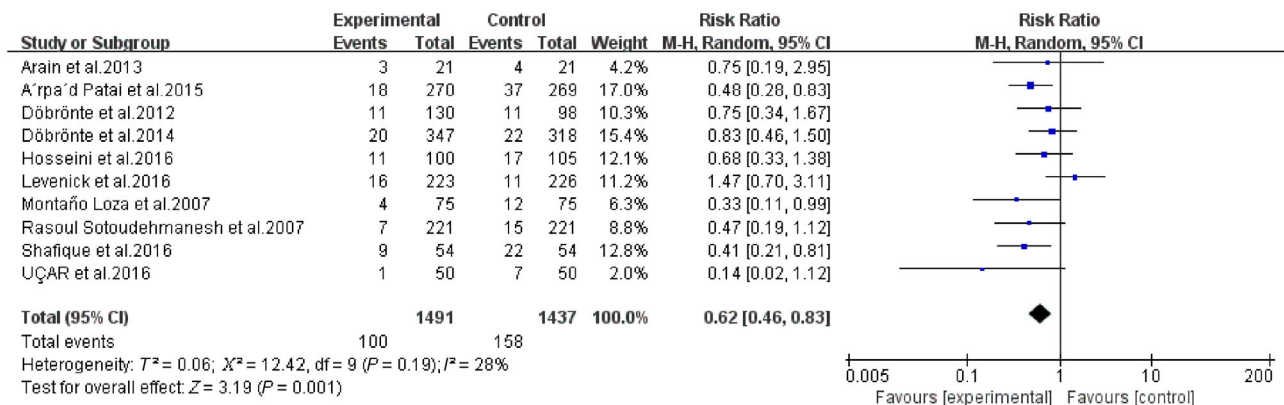 Experimental Control Risk Ratio Risk Ratio
Study or Subgroup Events Total Events Total Weight M-H, Random, 95% CI M-H, Random, 95% CI
Arain et al.2013 3 21 4 21 4.2% 0.75 [0.19, 2.95]
A´rpa´d Patai et al.2015 18 270 37 269 17.0% 0.48 [0.28, 0.83]
Döbrönte et al.2012 11 130 11 98 10.3% 0.75 [0.34, 1.67]
Döbrönte et al.2014 20 347 22 318 15.4% 0.83 [0.46, 1.50]
Hosseini et al.2016 11 100 17 105 12.1% 0.68 [0.33, 1.38]
Levenick et al.2016 16 223 11 226 11.2% 1.47 [0.70, 3.11]
Montaño Loza et al.2007 4 75 12 75 6.3% 0.33 [0.11, 0.99]
Rasoul Sotoudehmanesh et al.2007 7 221 15 221 8.8% 0.47 [0.19, 1.12]
Shafique et al.2016 9 54 22 54 12.8% 0.41 [0.21, 0.81]
UÇAR et al.2016 1 50 7 50 2.0% 0.14 [0.02, 1.12]
Total (95% CI) 1491 1437 100.0% 0.62 [0.46, 0.83]
Total events 100 158
Heterogeneity: T² = 0.06; X² = 12.42, df = 9 (P = 0.19); I² = 28%
Test for overall effect: Z = 3.19 (P = 0.001)
0.005 0.1 1 10 200
Favours [experimental] Favours [control]